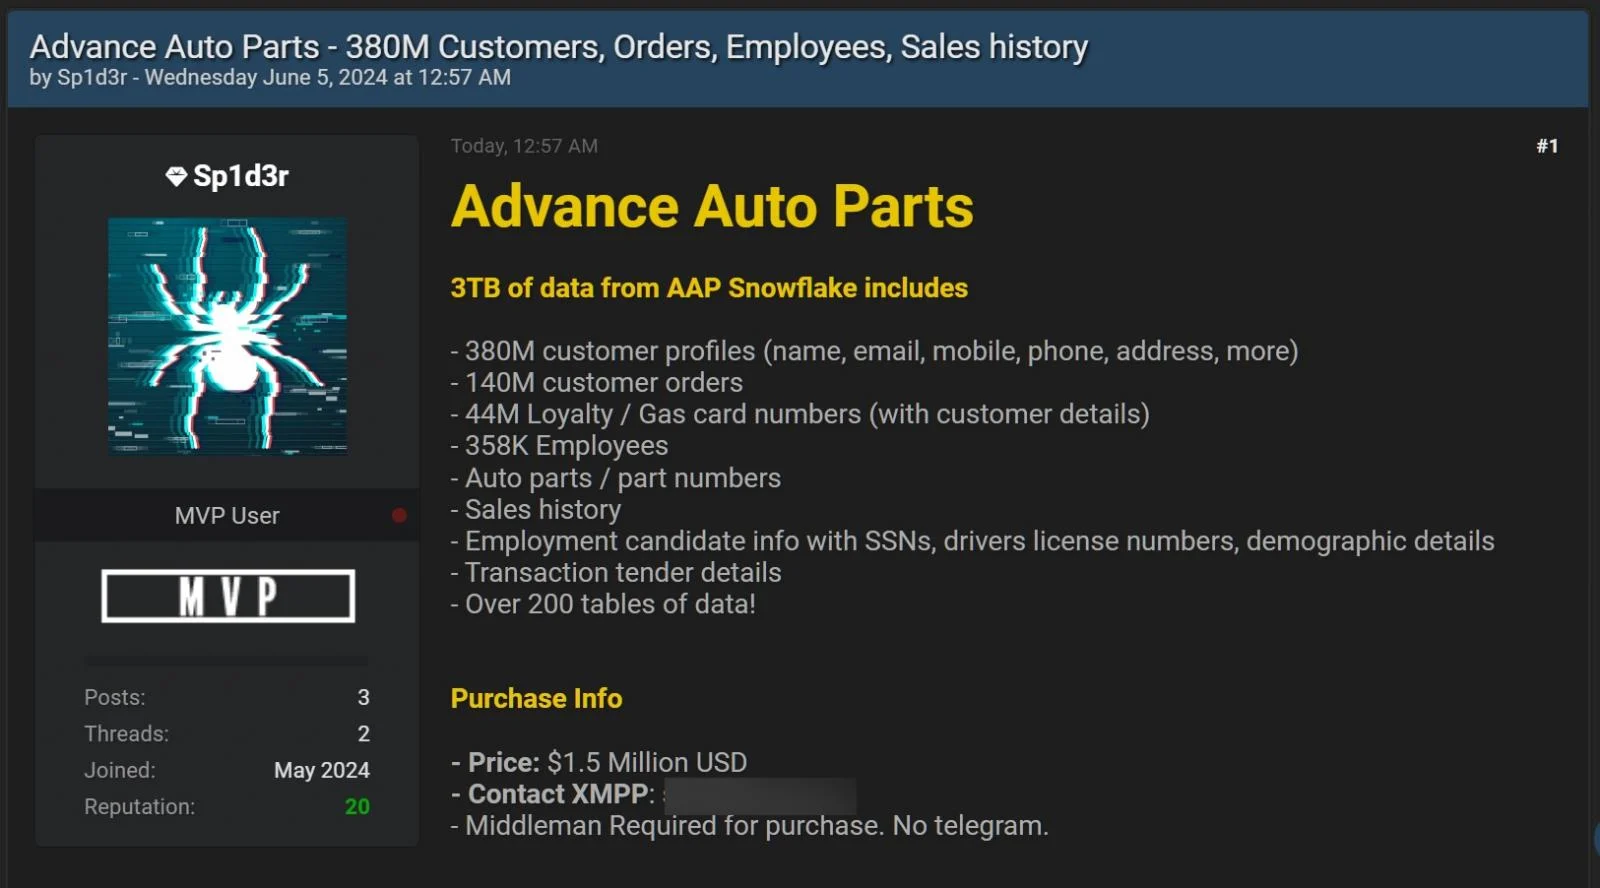 Advance Auto Parts - 380M Customers, Orders, Employees, Sales history
by Sp1d3r - Wednesday June 5, 2024 at 12:57 AM
Sp1d3r
MVP User
MVP
Posts: 3
Threads: 2
Joined: May 2024
Reputation: 20
Today, 12:57 AM #1
Advance Auto Parts
3TB of data from AAP Snowflake includes
- 380M customer profiles (name, email, mobile, phone, address, more)
- 140M customer orders
- 44M Loyalty / Gas card numbers (with customer details)
- 358K Employees
- Auto parts / part numbers
- Sales history
- Employment candidate info with SSNs, drivers license numbers, demographic details
- Transaction tender details
- Over 200 tables of data!
Purchase Info
- Price: $1.5 Million USD
- Contact XMPP:
- Middleman Required for purchase. No telegram.